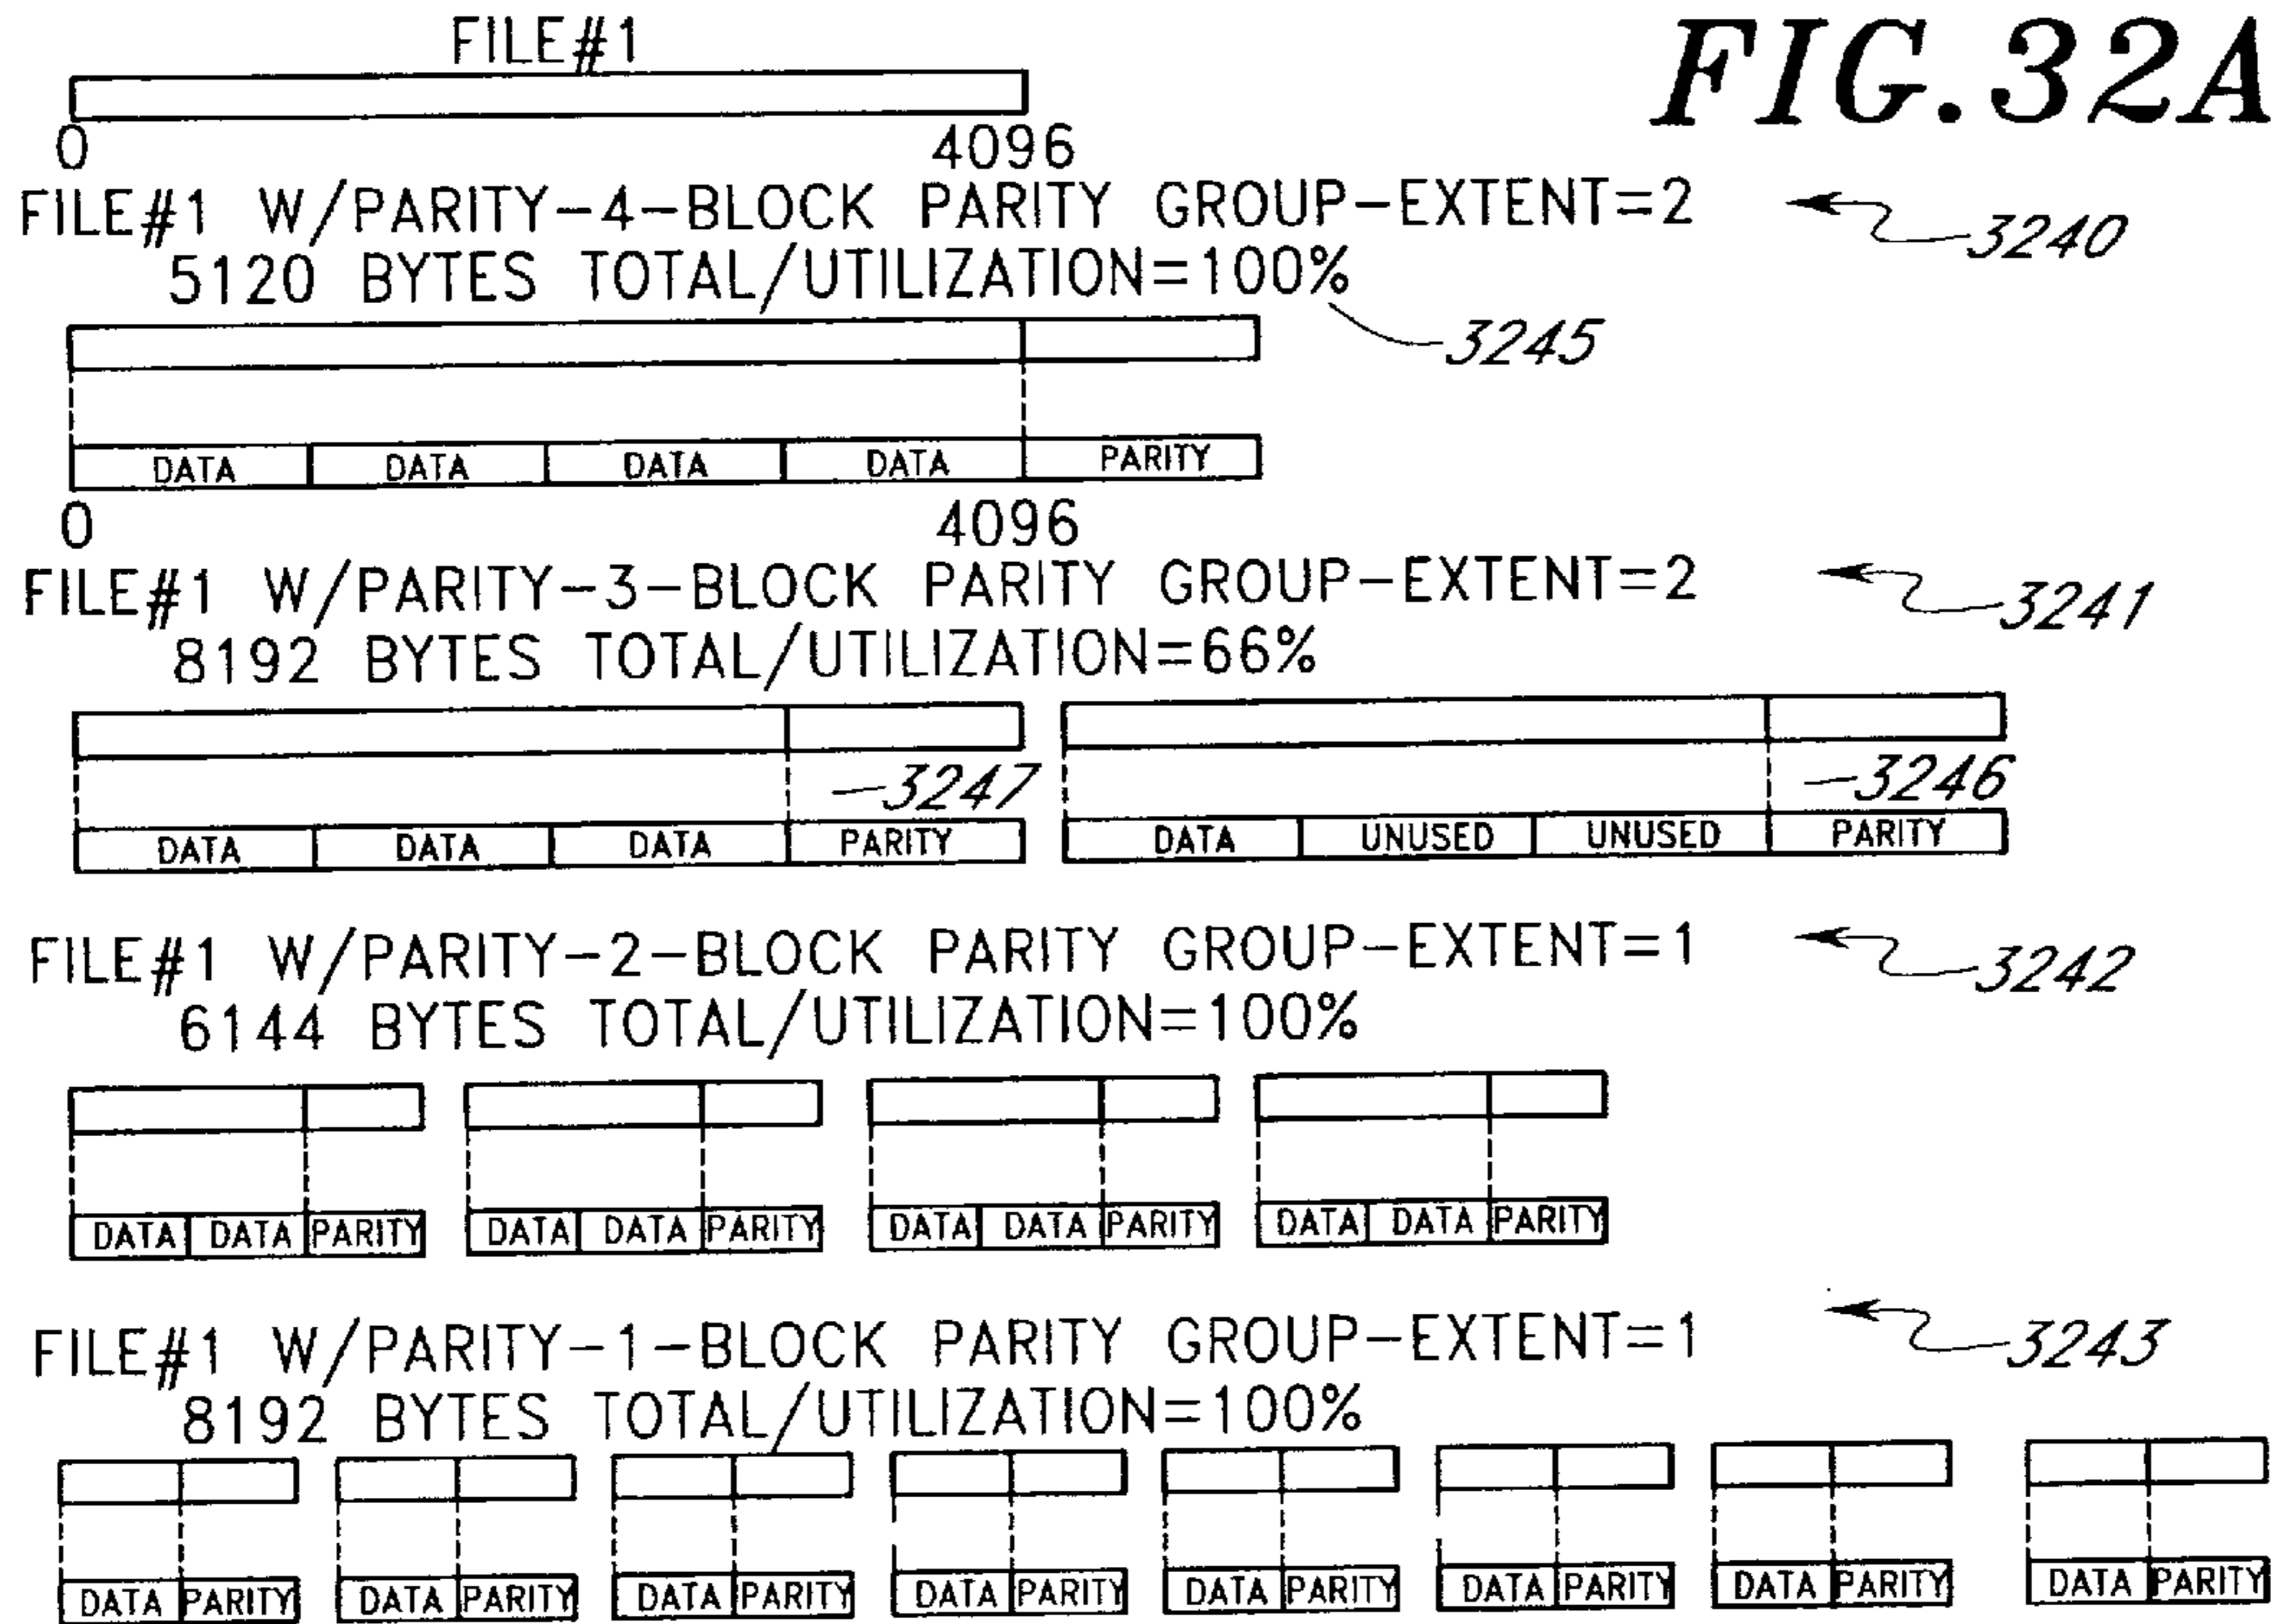 FIG.32A
FILE#1
0 4096
FILE#1 W/PARITY-4-BLOCK PARITY GROUP-EXTENT=2
3240
5120 BYTES TOTAL/UTILIZATION=100%
3245
DATA DATA DATA DATA PARITY
0 4096
FILE#1 W/PARITY-3-BLOCK PARITY GROUP-EXTENT=2
3241
8192 BYTES TOTAL/UTILIZATION=66%
3247 3246
DATA DATA DATA PARITY DATA UNUSED UNUSED PARITY
FILE#1 W/PARITY-2-BLOCK PARITY GROUP-EXTENT=1
3242
6144 BYTES TOTAL/UTILIZATION=100%
DATA DATA PARITY DATA DATA PARITY DATA DATA PARITY DATA DATA PARITY
FILE#1 W/PARITY-1-BLOCK PARITY GROUP-EXTENT=1
3243
8192 BYTES TOTAL/UTILIZATION=100%
DATA PARITY DATA PARITY DATA PARITY DATA PARITY DATA PARITY DATA PARITY DATA PARITY DATA PARITY